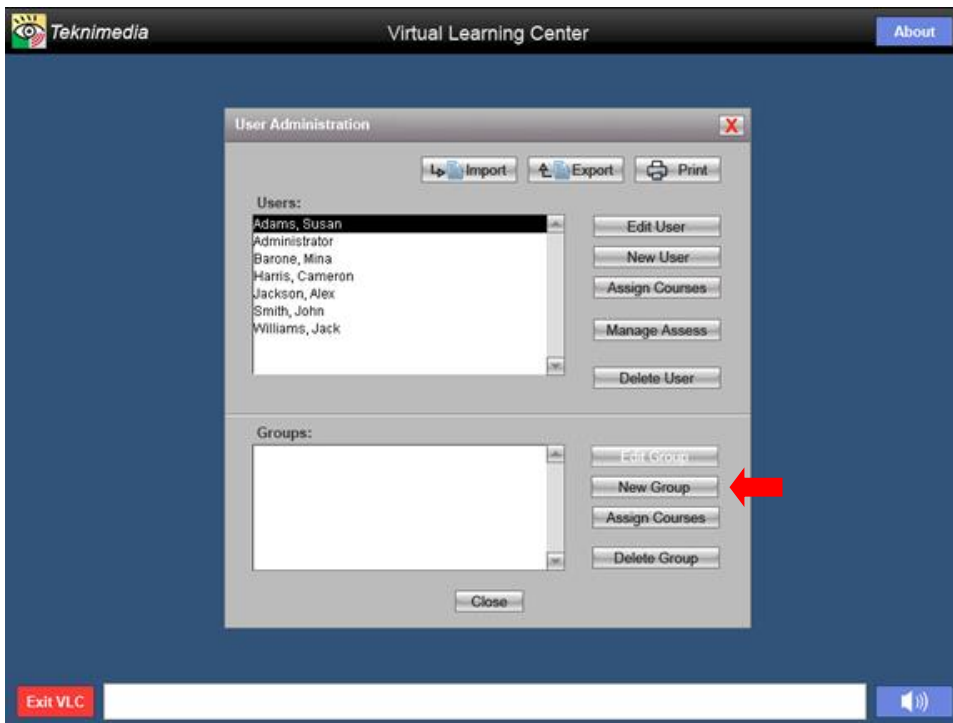 Teknimedia
Virtual Learning Center
About
User Administration
X
Import
Export
Print
Users:
Adams, Susan
Administrator
Barone, Mina
Harris, Cameron
Jackson, Alex
Smith, John
Williams, Jack
Edit User
New User
Assign Courses
Manage Assess
Delete User
Groups:
Edit Group
New Group
Assign Courses
Delete Group
Close
Exit VLC